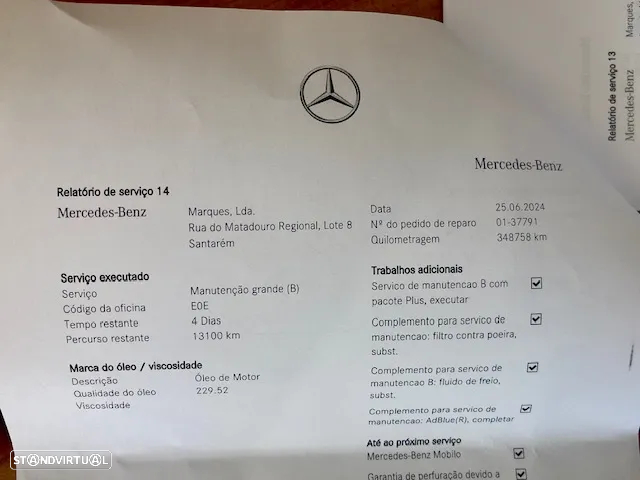 Mercedes-Benz
Relatório de serviço 14
Mercedes-Benz
Marques, Lda.
Rua do Matadouro Regional, Lote 8
Santarém
Data 25.06.2024
Nº do pedido de reparo 01-37791
Quilometragem 348758 km
Serviço executado
Serviço Manutenção grande (B)
Código da oficina E0E
Tempo restante 4 Dias
Percurso restante 13100 km
Marca do óleo / viscosidade
Descrição Óleo de Motor
Qualidade do óleo 229.52
Viscosidade
Trabalhos adicionais
Servico de manutencao B com
pacote Plus, executar
Complemento para servico de
manutencao: filtro contra poeira,
subst.
Complemento para servico de
manutencao B: fluido de freio,
subst.
Complemento para servico de
manutencao: AdBlue(R), completar
Até ao próximo serviço
Mercedes-Benz Mobilo
Garantia de perfuração devido a
Relatório de serviço 13
Mercedes-Benz
Marques,
STANDVIRTUAL